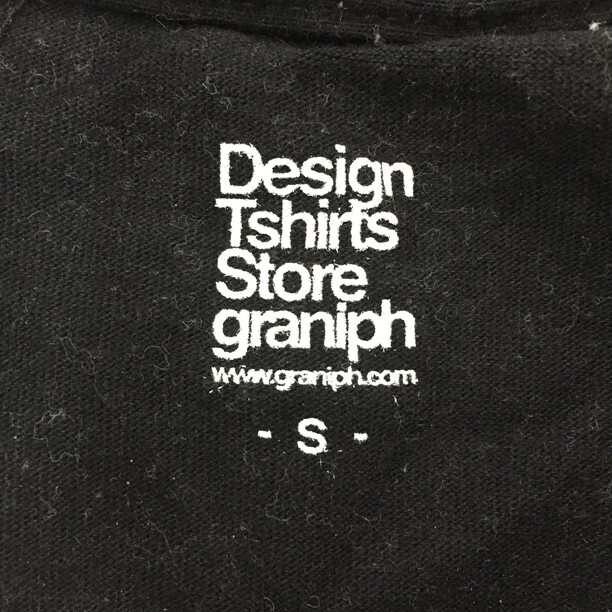 Design
Tshirts
Store
graniph
www.graniph.com
- S -